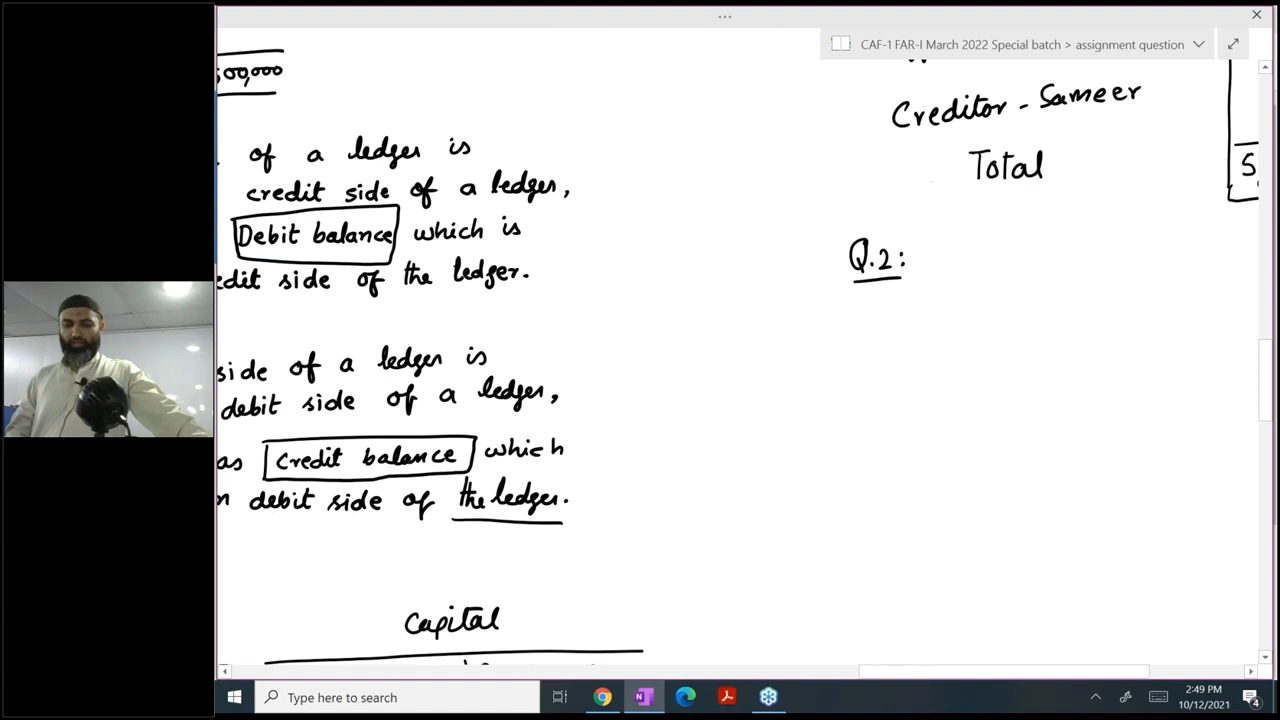 CAF-1 FAR-I March 2022 Special batch > assignment question
00,000
of a ledger is
credit side of a ledger,
Debit balance which is
edit side of the ledger.
side of a ledger is
debit side of a ledger,
as Credit balance which
n debit side of the ledger.
Capital
Creditor - Sameer
Total
5
Q.2:
Type here to search
2:49 PM
10/12/2021
4